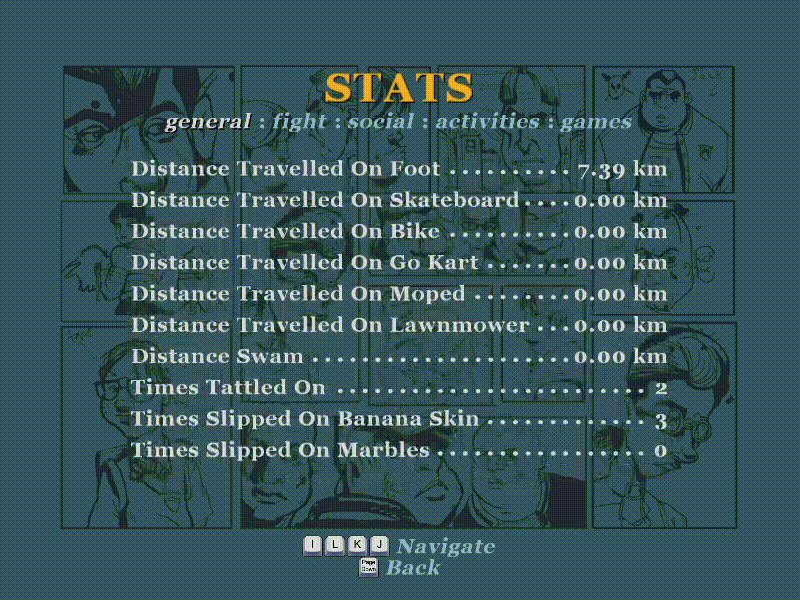 STATS
general : fight : social : activities : games
Distance Travelled On Foot .......... 7.39 km
Distance Travelled On Skateboard .... 0.00 km
Distance Travelled On Bike .......... 0.00 km
Distance Travelled On Go Kart ....... 0.00 km
Distance Travelled On Moped ........ 0.00 km
Distance Travelled On Lawnmower ... 0.00 km
Distance Swam ..................... 0.00 km
Times Tattled On ......................... 2
Times Slipped On Banana Skin ............. 3
Times Slipped On Marbles ................. 0
I L K J Navigate
Page Down Back